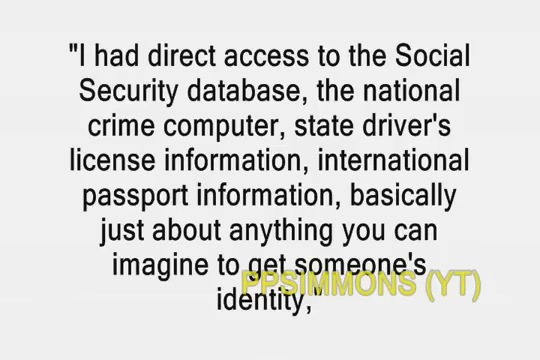 "I had direct access to the Social
Security database, the national
crime computer, state driver's
license information, international
passport information, basically
just about anything you can
imagine to get someone's
identity,"
PPSIMMONS (YT)